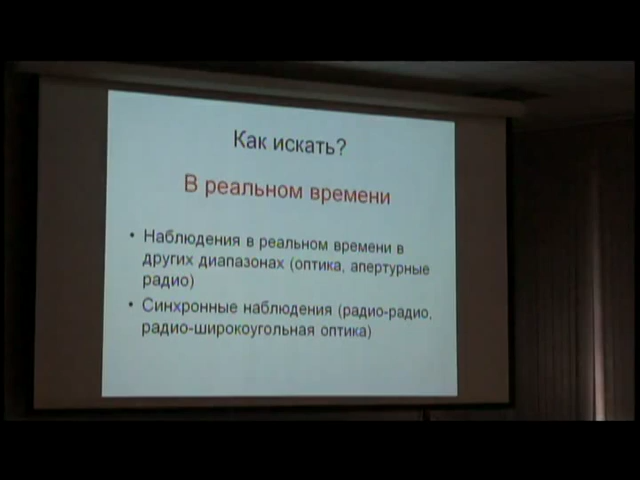 Как искать?
В реальном времени
• Наблюдения в реальном времени в
других диапазонах (оптика, апертурные
радио)
• Синхронные наблюдения (радио-радио,
радио-широкоугольная оптика)